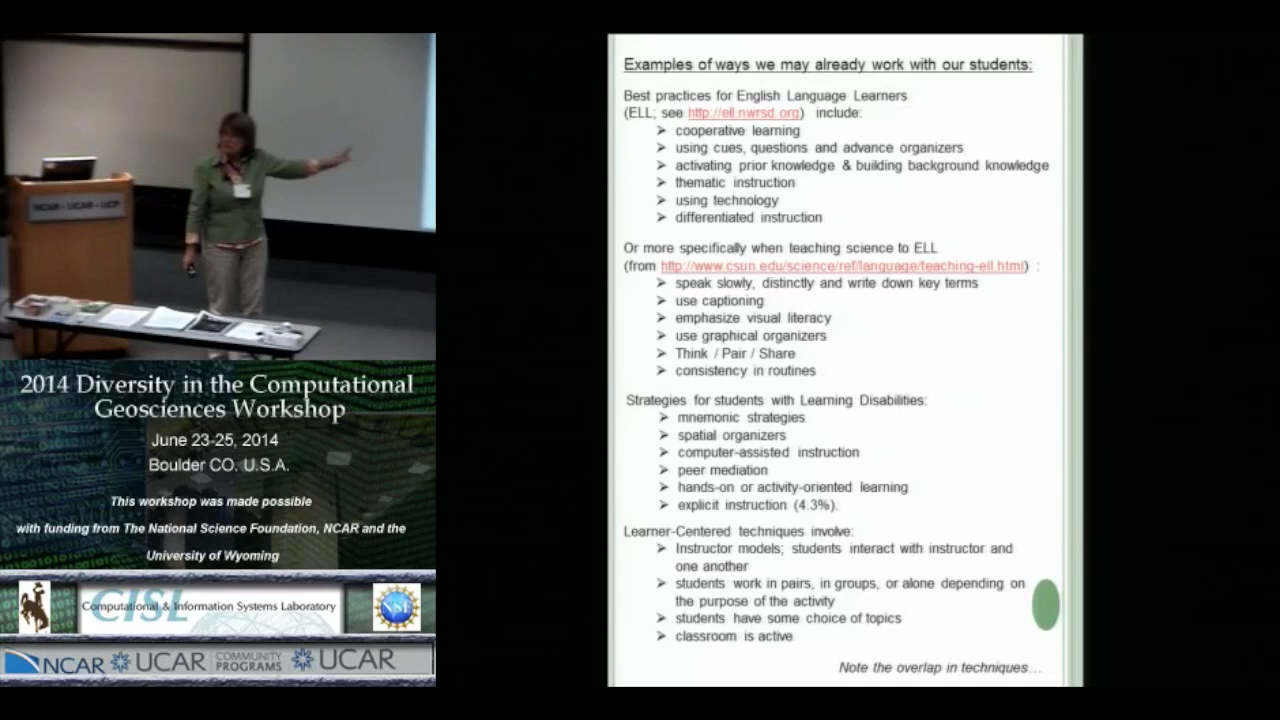 NCAR - UCAR - UCP
2014 Diversity in the Computational
Geosciences Workshop
June 23-25, 2014
Boulder CO. U.S.A.
This workshop was made possible
with funding from The National Science Foundation, NCAR and the
University of Wyoming
CISL
Computational & Information Systems Laboratory
NSF
NCAR
UCAR
COMMUNITY
PROGRAMS
UCAR
Examples of ways we may already work with our students:
Best practices for English Language Learners
(ELL; see http://ell.nwrsd.org) include:
➢ cooperative learning
➢ using cues, questions and advance organizers
➢ activating prior knowledge & building background knowledge
➢ thematic instruction
➢ using technology
➢ differentiated instruction
Or more specifically when teaching science to ELL
(from http://www.csun.edu/science/ref/language/teaching-ell.html) :
➢ speak slowly, distinctly and write down key terms
➢ use captioning
➢ emphasize visual literacy
➢ use graphical organizers
➢ Think / Pair / Share
➢ consistency in routines
Strategies for students with Learning Disabilities:
➢ mnemonic strategies
➢ spatial organizers
➢ computer-assisted instruction
➢ peer mediation
➢ hands-on or activity-oriented learning
➢ explicit instruction (4.3%).
Learner-Centered techniques involve:
➢ Instructor models; students interact with instructor and
one another
➢ students work in pairs, in groups, or alone depending on
the purpose of the activity
➢ students have some choice of topics
➢ classroom is active
Note the overlap in techniques...